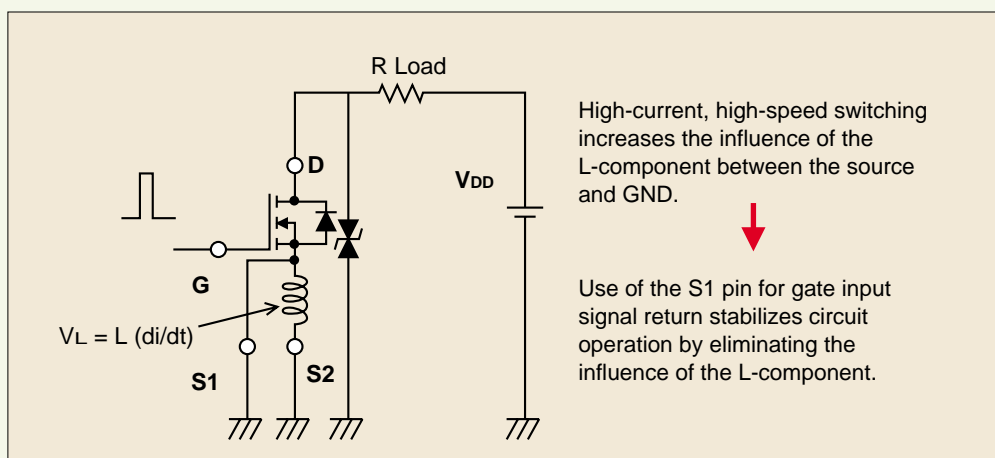 R Load
High-current, high-speed switching
increases the influence of the
L-component between the source
and GND.
D
VDD
G
Use of the S1 pin for gate input
signal return stabilizes circuit
operation by eliminating the
influence of the L-component.
VL = L (di/dt)
S1
S2